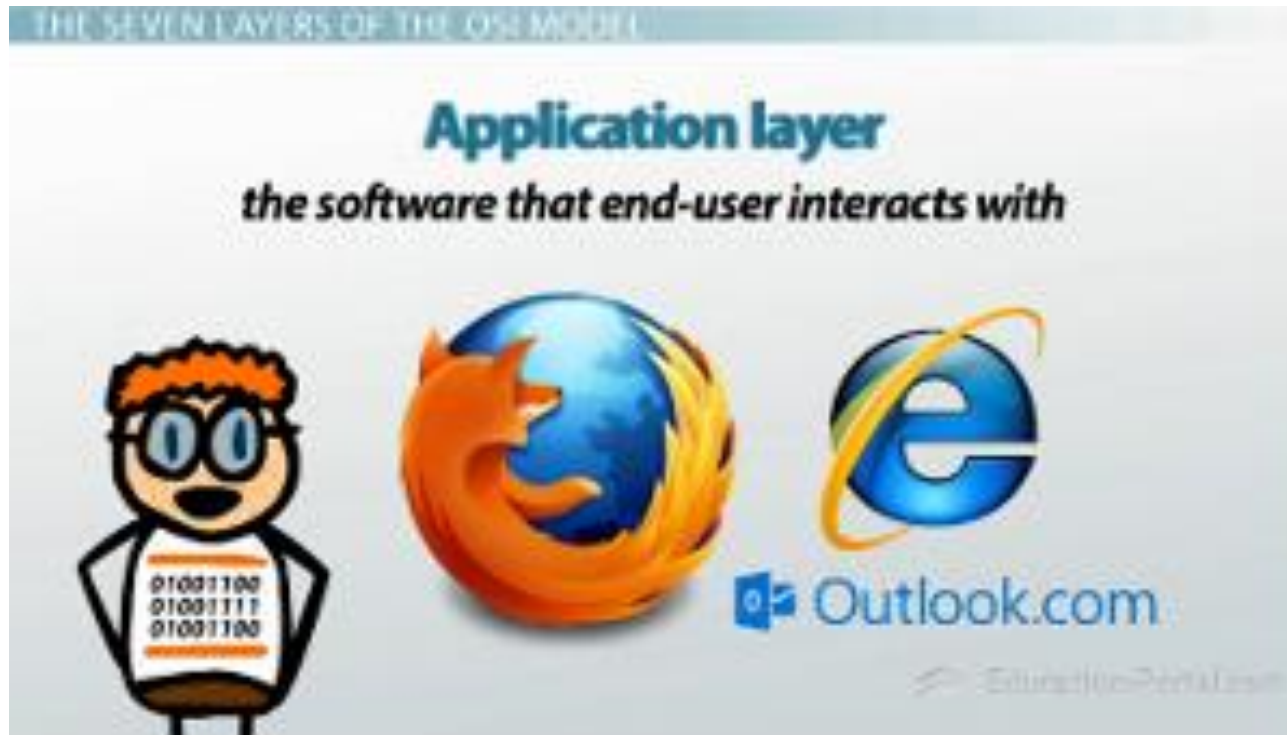 THE SEVEN LAYERS OF THE OSI MODEL
Application layer
the software that end-user interacts with
01001100
01001111
01001100
Outlook.com